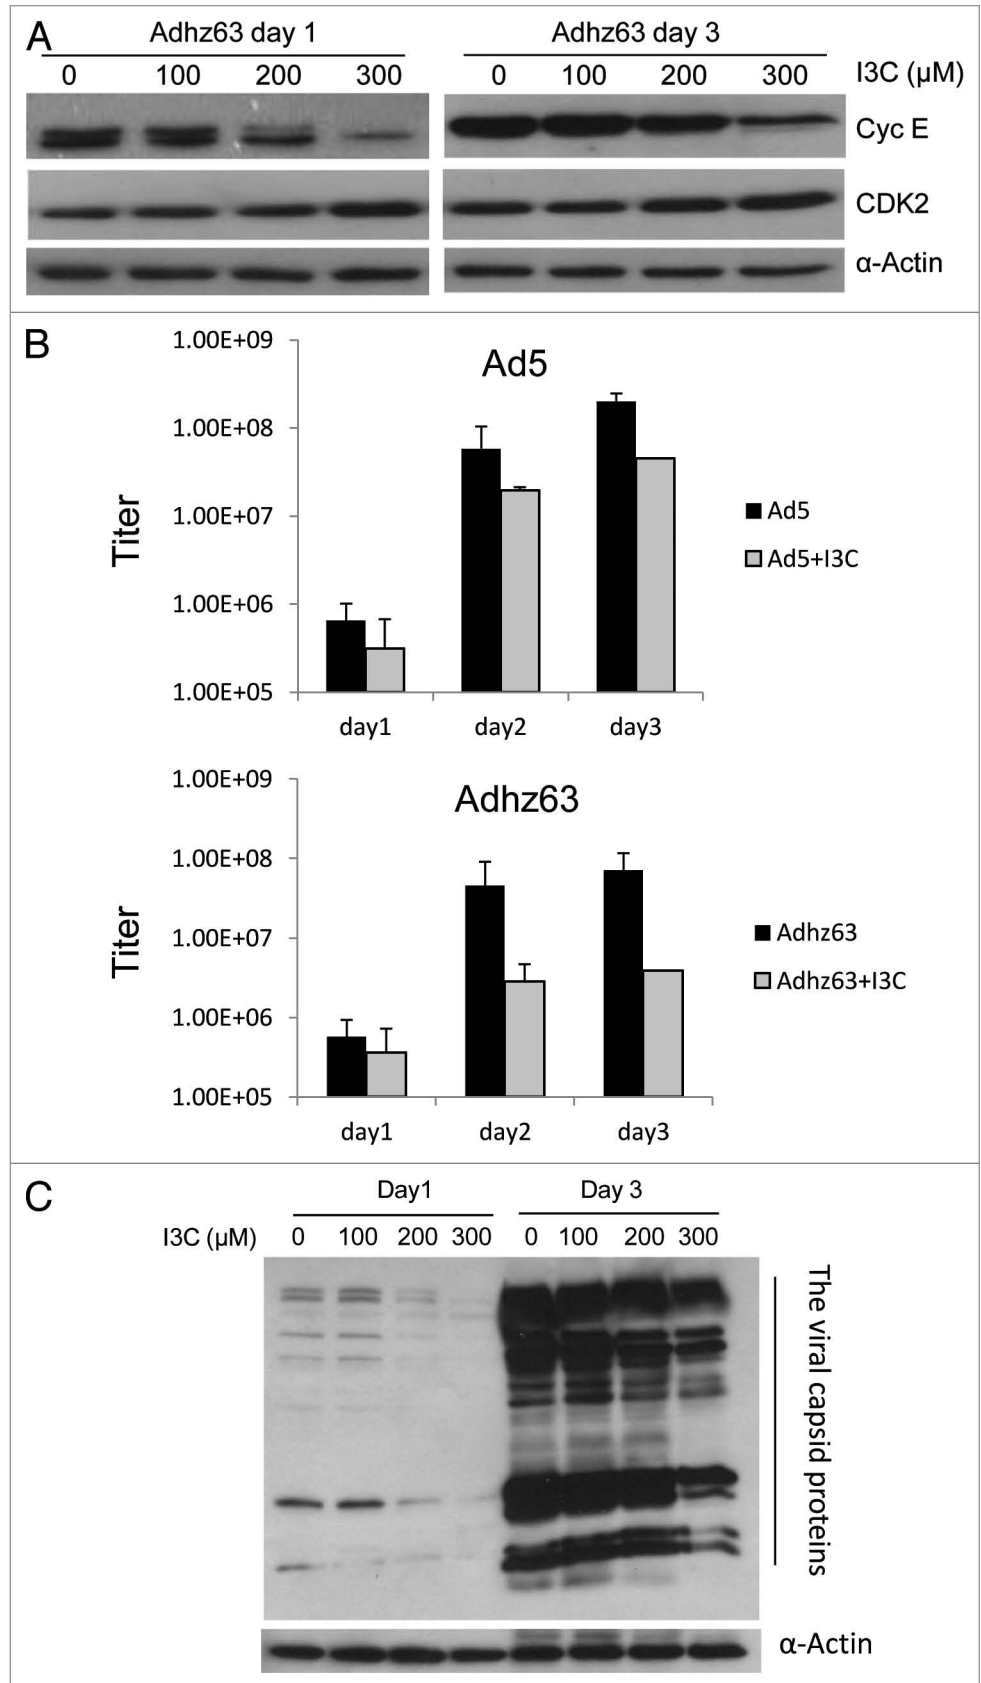 A
Adhz63 day 1
Adhz63 day 3
0 100 200 300
0 100 200 300
I3C (µM)
Cyc E
CDK2
α-Actin
B
Ad5
1.00E+09
1.00E+08
1.00E+07
1.00E+06
1.00E+05
Titer
day1 day2 day3
Ad5
Ad5+I3C
Adhz63
1.00E+09
1.00E+08
1.00E+07
1.00E+06
1.00E+05
Titer
day1 day2 day3
Adhz63
Adhz63+I3C
C
Day1
Day 3
I3C (µM) 0 100 200 300 0 100 200 300
The viral capsid proteins
α-Actin